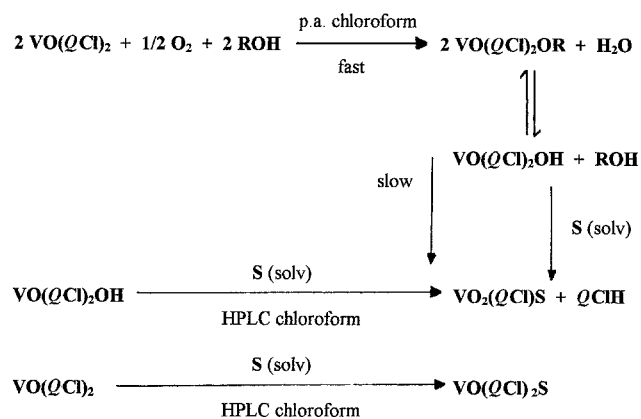 p.a. chloroform
2 VO(QCl)₂ + 1/2 O₂ + 2 ROH
2 VO(QCl)₂OR + H₂O
fast
VO(QCl)₂OH + ROH
slow
S (solv)
S (solv)
VO(QCl)₂OH
VO₂(QCl)S + QClH
HPLC chloroform
S (solv)
VO(QCl)₂
VO(QCl)₂S
HPLC chloroform